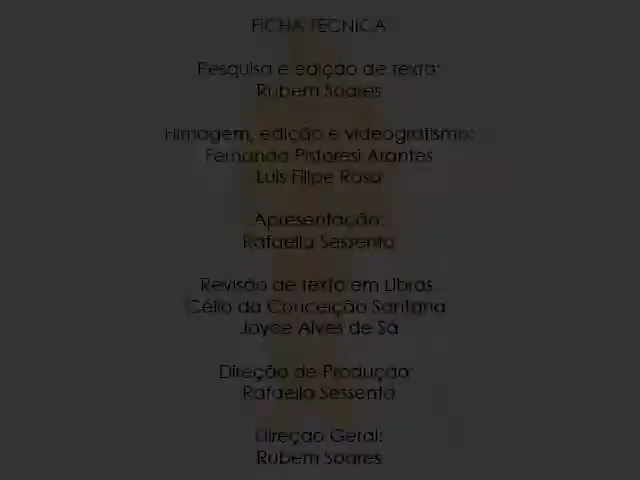 FICHA TÉCNICA
Pesquisa e edição de texto:
Rubem Soares
Filmagem, edição e videografismo:
Fernanda Pistoresi Arantes
Luis Filipe Rosa
Apresentação:
Rafaella Sessenta
Revisão de texto em Libras
Célio da Conceição Santana
Joyce Alves de Sá
Direção de Produção:
Rafaella Sessenta
Direção Geral:
Rubem Soares